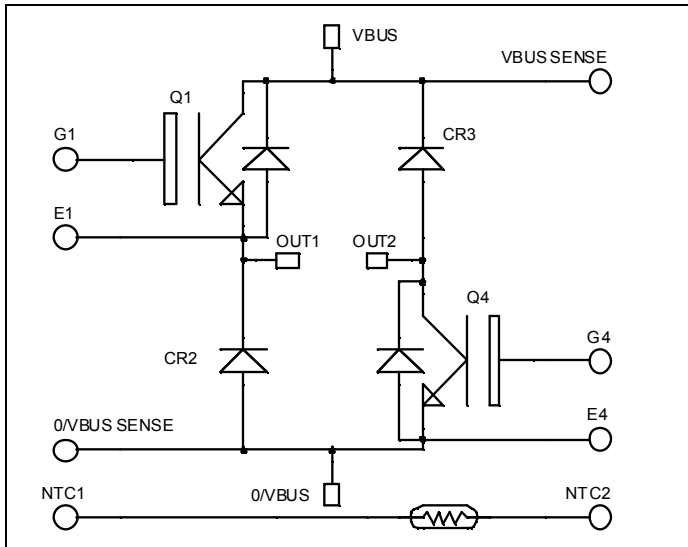 VBUS
VBUS SENSE
Q1
G1
CR3
E1
OUT1
OUT2
Q4
CR2
G4
0/VBUS SENSE
E4
0/VBUS
NTC1
NTC2